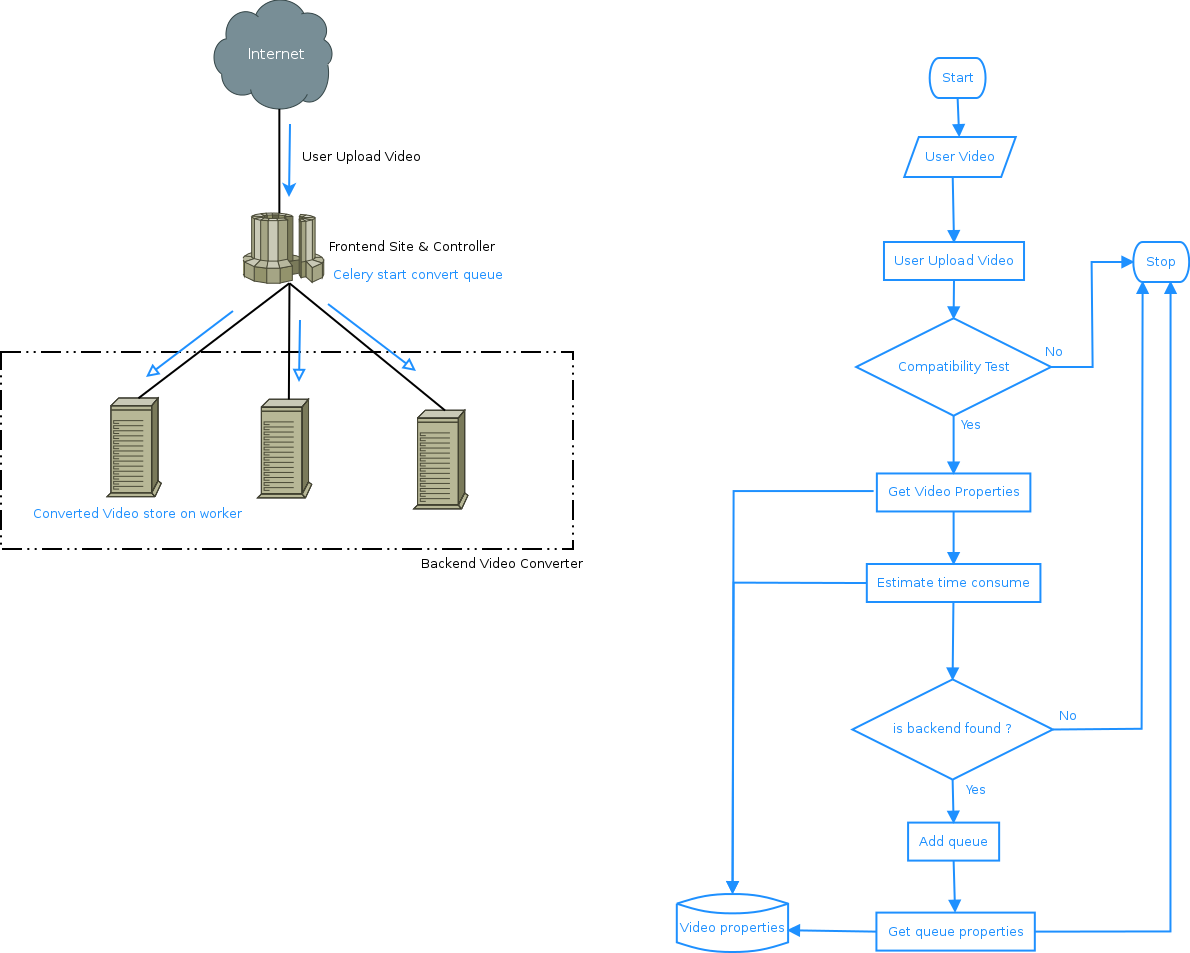 Internet
User Upload Video
Frontend Site & Controller
Celery start convert queue
Converted Video store on worker
Backend Video Converter
Start
User Video
User Upload Video
Stop
Compatibility Test
No
Yes
Get Video Properties
Estimate time consume
is backend found ?
No
Yes
Add queue
Video properties
Get queue properties